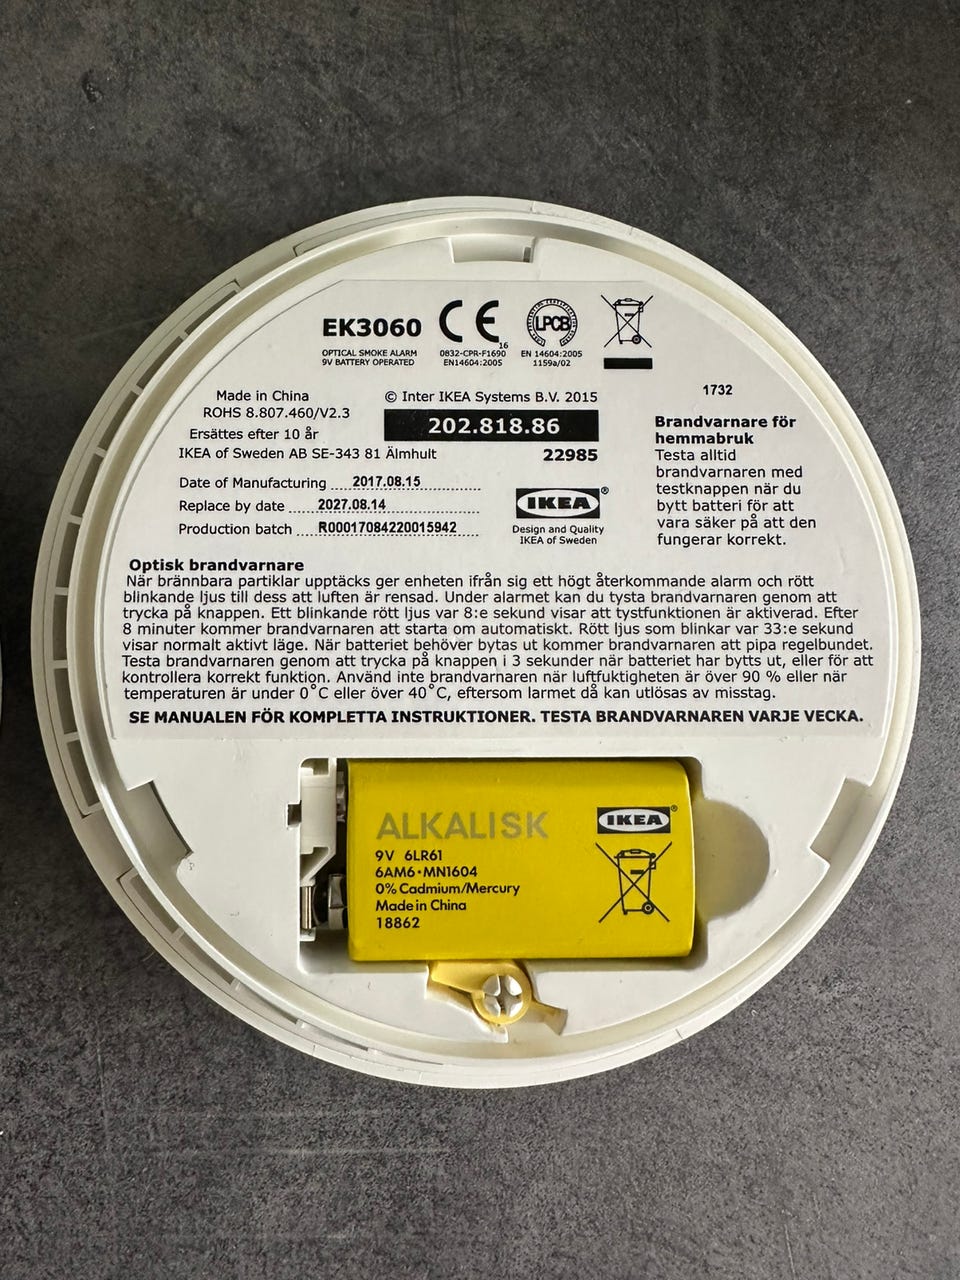 EK3060
OPTICAL SMOKE ALARM
9V BATTERY OPERATED
CE
16
0832-CPR-F1690
EN14604:2005
LPCB
EN 14604:2005
1159a/02
Made in China
ROHS 8.807.460/V2.3
Ersättes efter 10 år
IKEA of Sweden AB SE-343 81 Älmhult
© Inter IKEA Systems B.V. 2015
202.818.86
22985
1732
Date of Manufacturing 2017.08.15
Replace by date 2027.08.14
Production batch R00017084220015942
IKEA®
Design and Quality
IKEA of Sweden
Brandvarnare för
hemmabruk
Testa alltid
brandvarnaren med
testknappen när du
bytt batteri för att
vara säker på att den
fungerar korrekt.
Optisk brandvarnare
När brännbara partiklar upptäcks ger enheten ifrån sig ett högt återkommande alarm och rött
blinkande ljus till dess att luften är rensad. Under alarmet kan du tysta brandvarnaren genom att
trycka på knappen. Ett blinkande rött ljus var 8:e sekund visar att tystfunktionen är aktiverad. Efter
8 minuter kommer brandvarnaren att starta om automatiskt. Rött ljus som blinkar var 33:e sekund
visar normalt aktivt läge. När batteriet behöver bytas ut kommer brandvarnaren att pipa regelbundet.
Testa brandvarnaren genom att trycka på knappen i 3 sekunder när batteriet har bytts ut, eller för att
kontrollera korrekt funktion. Använd inte brandvarnaren när luftfuktigheten är över 90 % eller när
temperaturen är under 0˚C eller över 40˚C, eftersom larmet då kan utlösas av misstag.
SE MANUALEN FÖR KOMPLETTA INSTRUKTIONER. TESTA BRANDVARNAREN VARJE VECKA.
ALKALISK
IKEA®
9V 6LR61
6AM6·MN1604
0% Cadmium/Mercury
Made in China
18862